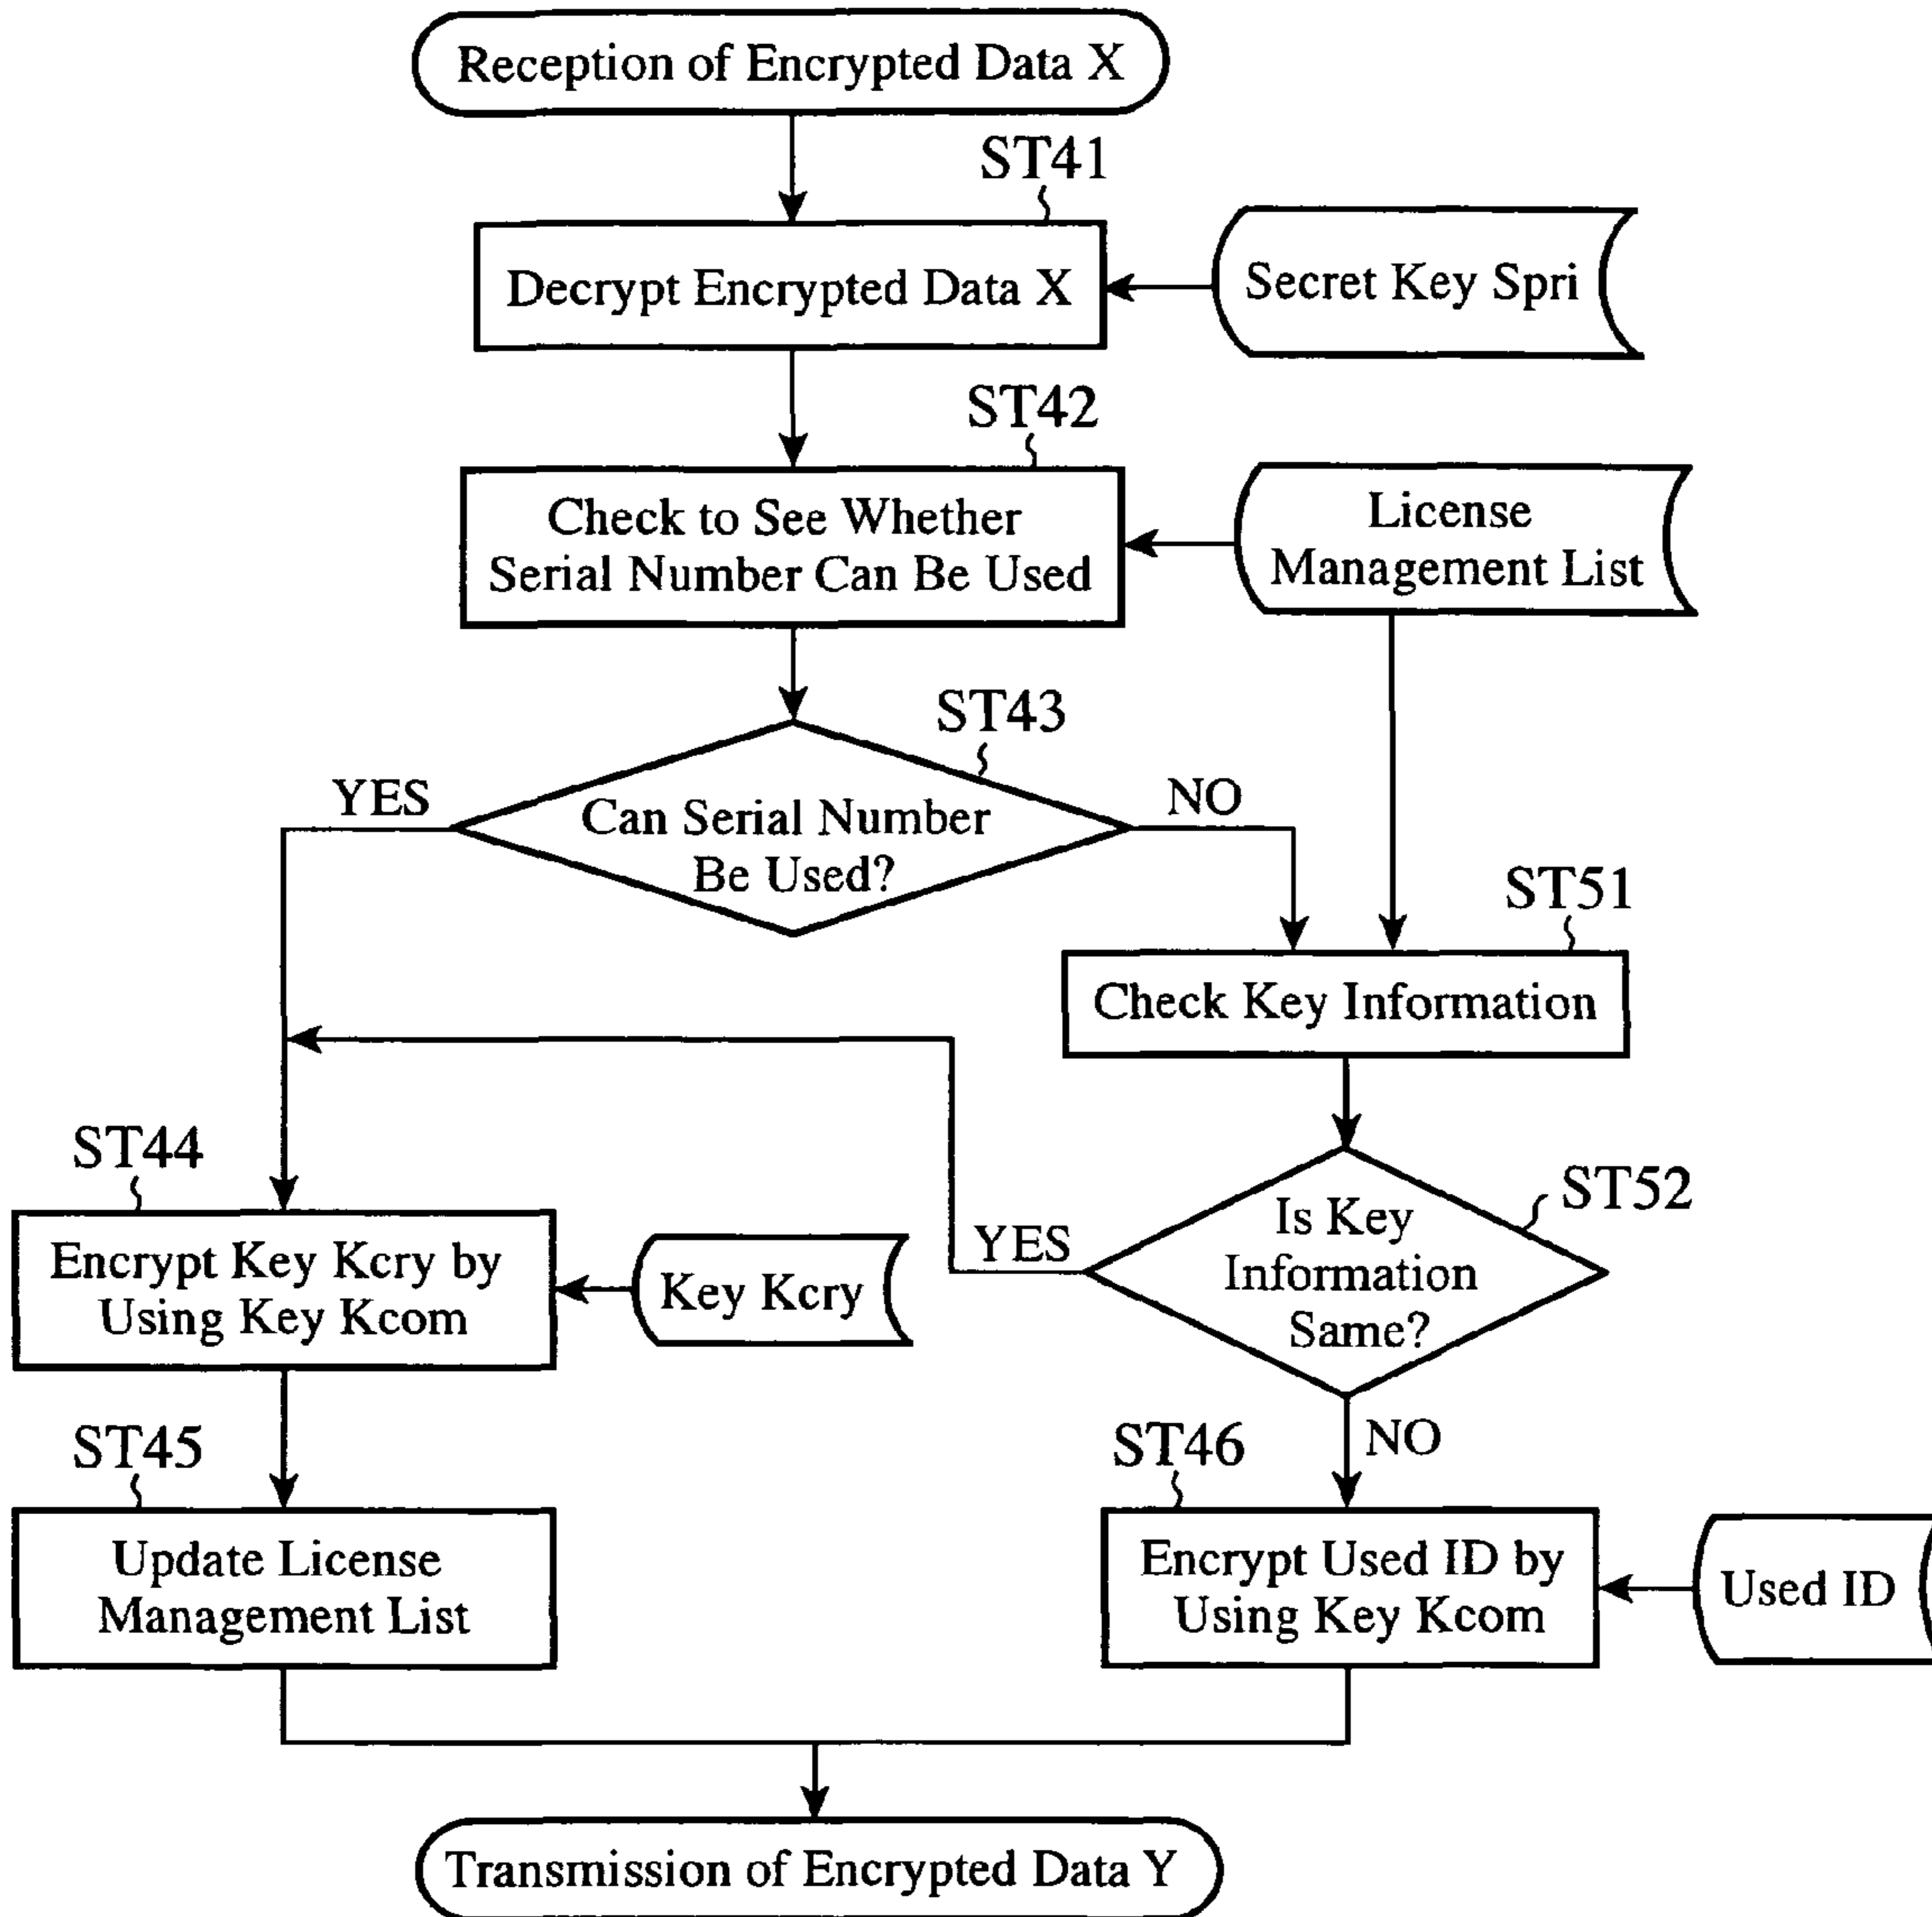 Reception of Encrypted Data X
ST41
Decrypt Encrypted Data X
Secret Key Spri
ST42
Check to See Whether
Serial Number Can Be Used
License
Management List
ST43
YES
Can Serial Number
Be Used?
NO
ST51
Check Key Information
ST44
Encrypt Key Kcry by
Using Key Kcom
Key Kcry
YES
Is Key
Information
Same?
ST52
NO
ST45
Update License
Management List
ST46
Encrypt Used ID by
Using Key Kcom
Used ID
Transmission of Encrypted Data Y